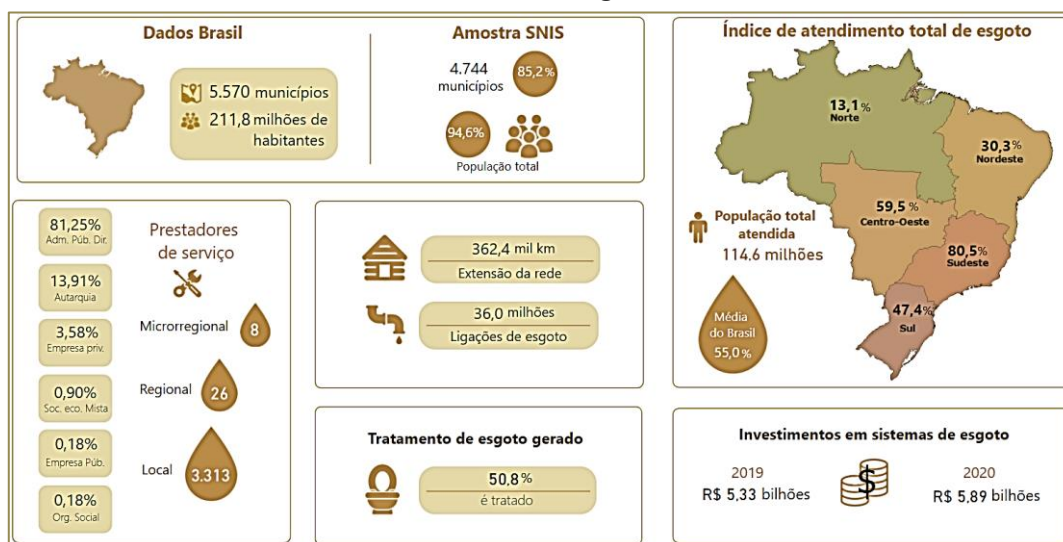 Dados Brasil
5.570 municípios
211,8 milhões de
habitantes
Amostra SNIS
4.744
municípios
85,2%
94,6%
População total
Índice de atendimento total de esgoto
13,1%
Norte
30,3%
Nordeste
59,5%
Centro-Oeste
80,5%
Sudeste
47,4%
Sul
População total
atendida
114,6 milhões
Média
do Brasil
55,0%
81,25%
Adm. Púb. Dir.
13,91%
Autarquia
3,58%
Empresa priv.
0,90%
Soc. eco. Mista
0,18%
Empresa Púb.
0,18%
Org. Social
Prestadores
de serviço
Microrregional
8
Regional
26
Local
3.313
362,4 mil km
Extensão da rede
36,0 milhões
Ligações de esgoto
Tratamento de esgoto gerado
50,8%
é tratado
Investimentos em sistemas de esgoto
2019
R$ 5,33 bilhões
$
2020
R$ 5,89 bilhões